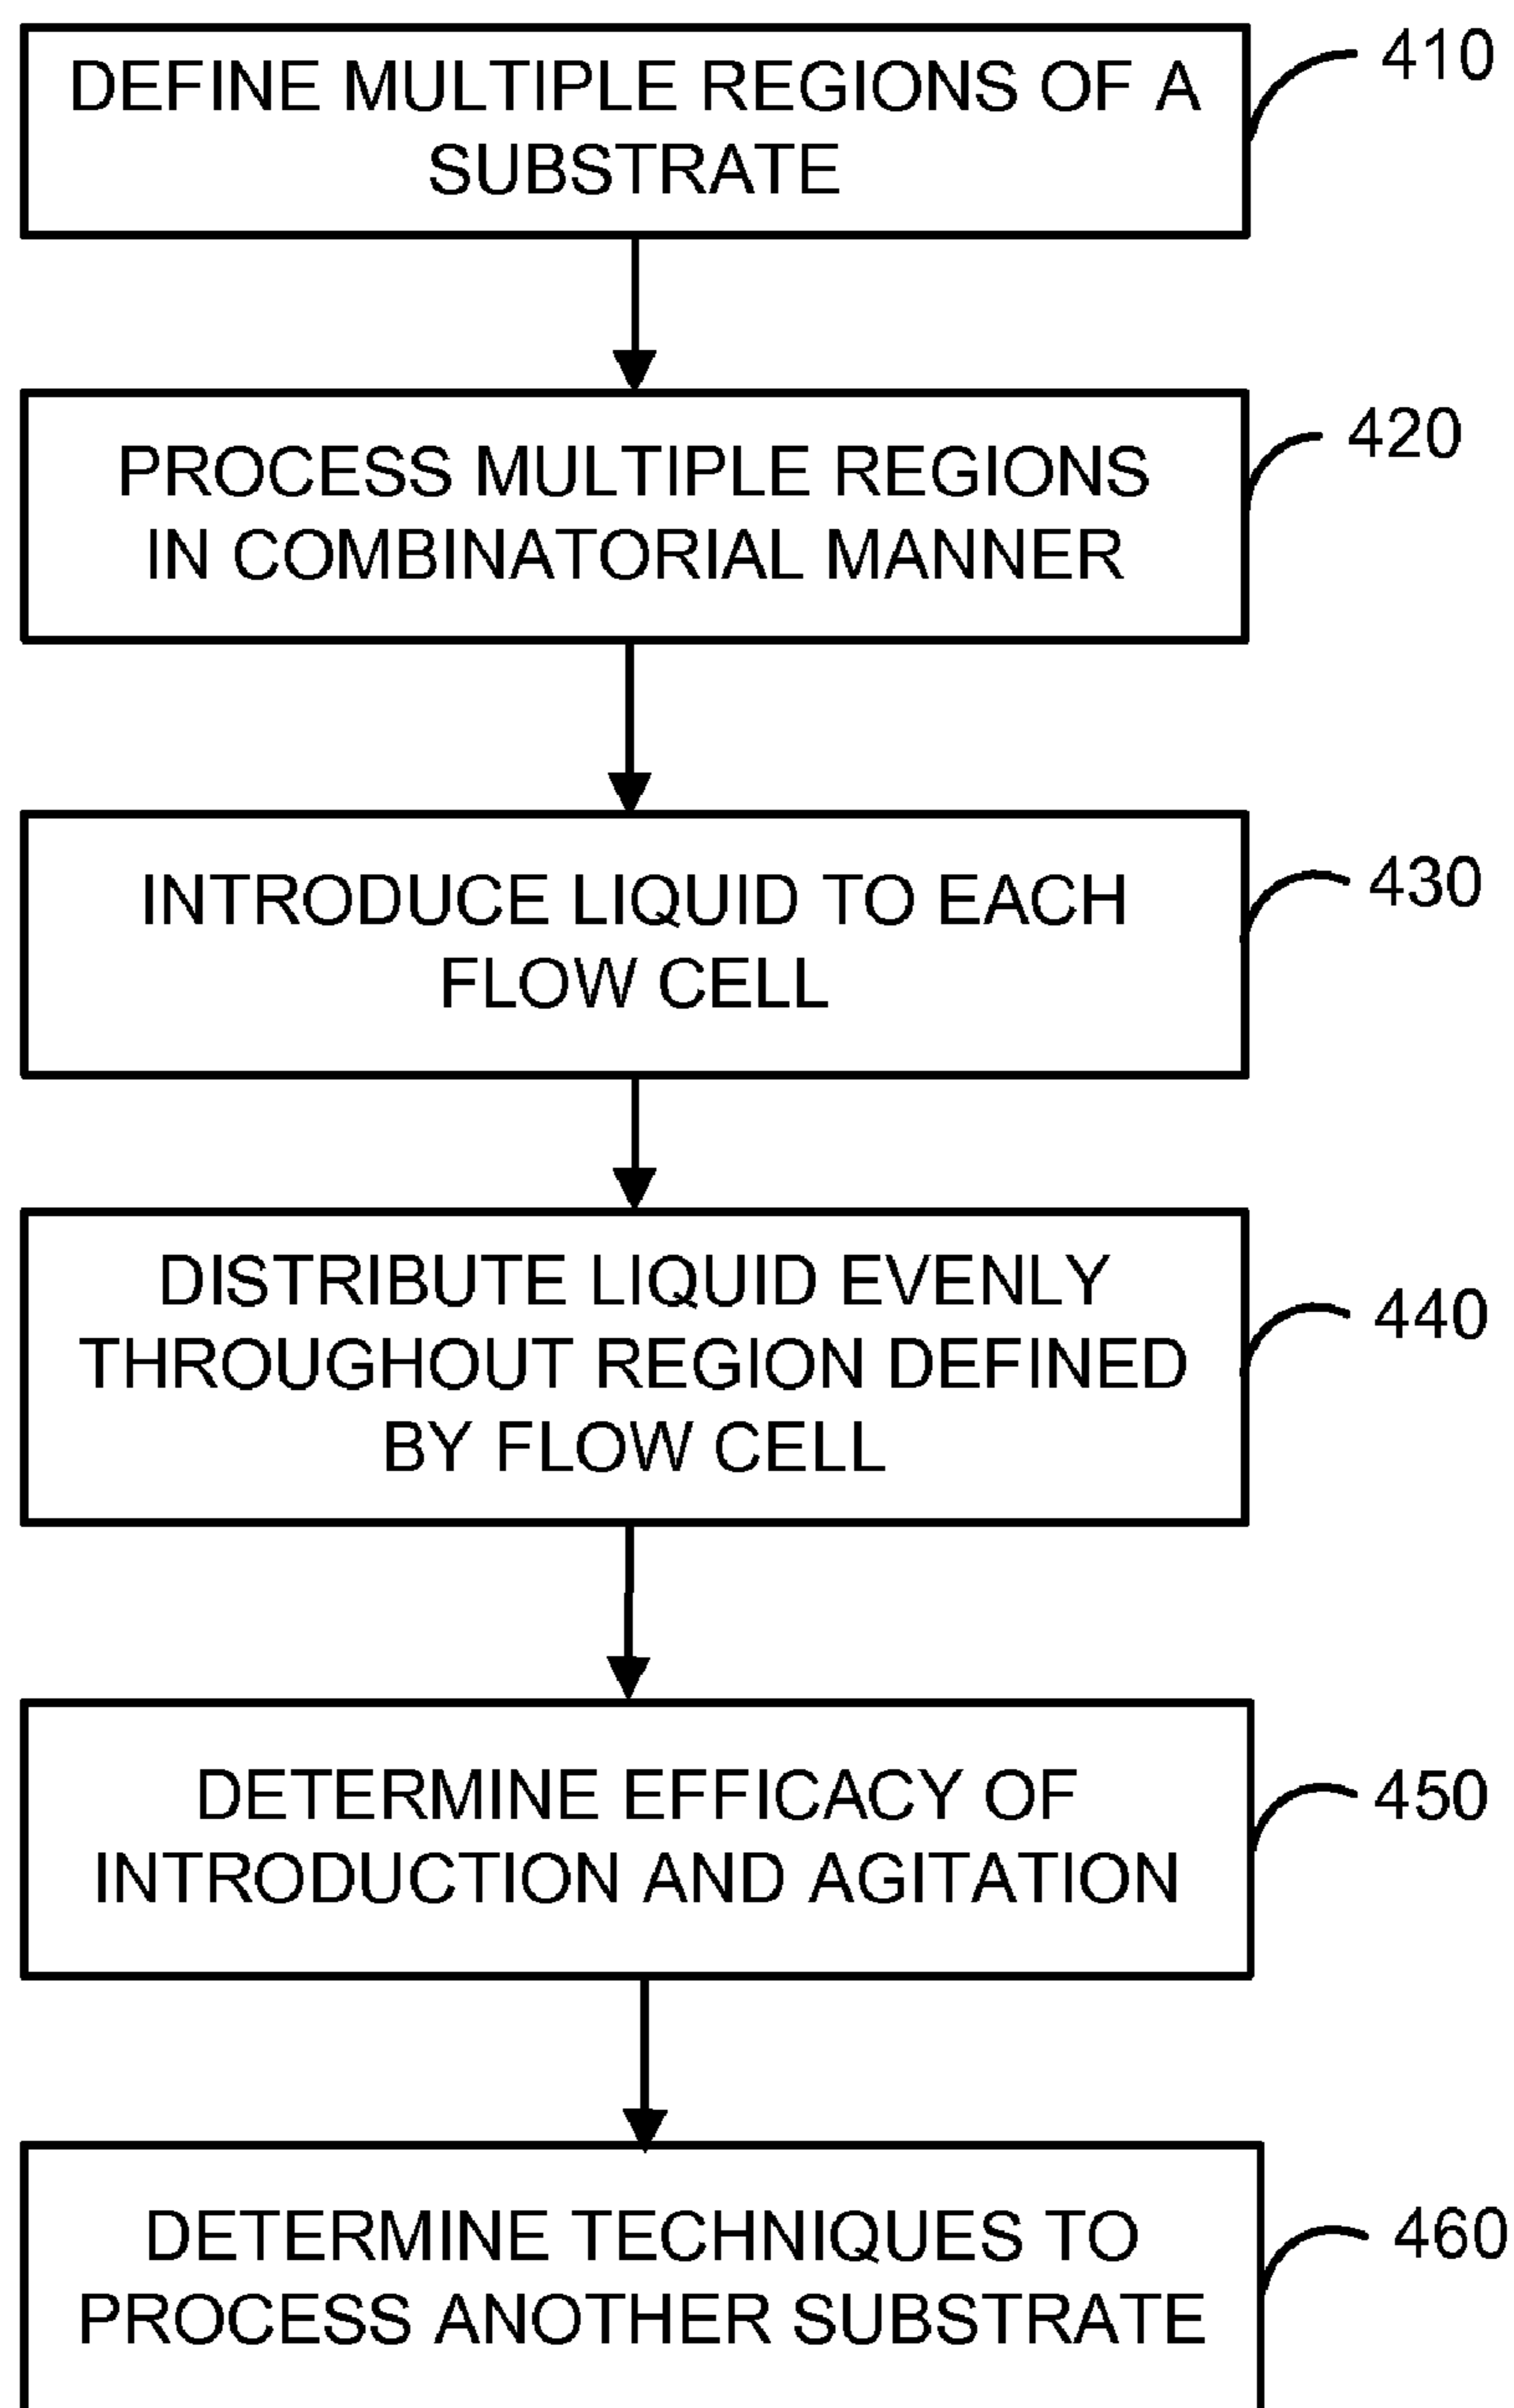 DEFINE MULTIPLE REGIONS OF A
SUBSTRATE
410
PROCESS MULTIPLE REGIONS
IN COMBINATORIAL MANNER
420
INTRODUCE LIQUID TO EACH
FLOW CELL
430
DISTRIBUTE LIQUID EVENLY
THROUGHOUT REGION DEFINED
BY FLOW CELL
440
DETERMINE EFFICACY OF
INTRODUCTION AND AGITATION
450
DETERMINE TECHNIQUES TO
PROCESS ANOTHER SUBSTRATE
460